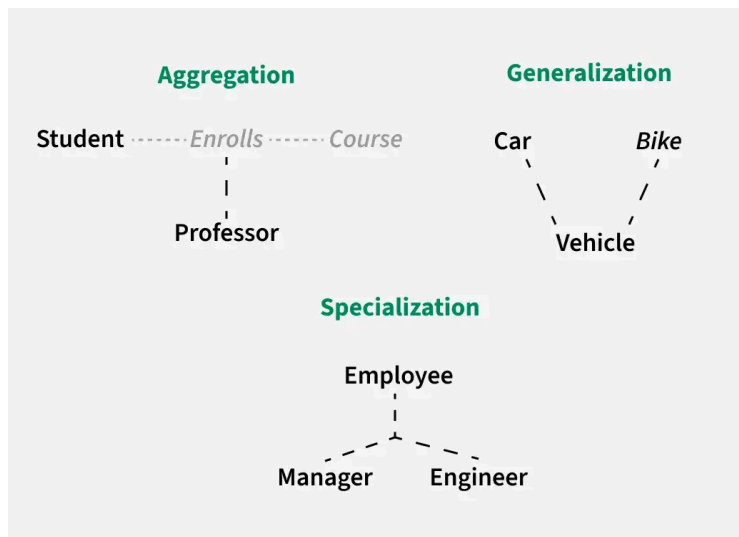 Aggregation
Generalization
Student Enrolls Course
Car Bike
Professor
Vehicle
Specialization
Employee
Manager Engineer